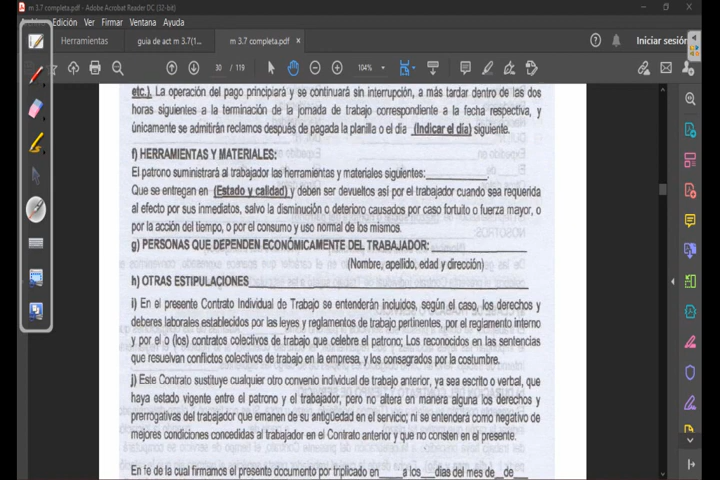 m 3.7 completa.pdf - Adobe Acrobat Reader DC (32-bit)
Edición Ver Firmar Ventana Ayuda
Herramientas guia de act m 3.7(1... m 3.7 completa.pdf × Iniciar sesión
30 / 119 104%
etc.). La operación del pago principiará y se continuará sin interrupción, a más tardar dentro de las dos
horas siguientes a la terminación de la jornada de trabajo correspondiente a la fecha respectiva, y
únicamente se admitirán reclamos después de pagada la planilla o el día (Indicar el día) siguiente.
f) HERRAMIENTAS Y MATERIALES:
El patrono suministrará al trabajador las herramientas y materiales siguientes:____________.
Que se entregan en (Estado y calidad) y deben ser devueltos así por el trabajador cuando sea requerida
al efecto por sus inmediatos, salvo la disminución o deterioro causados por caso fortuito o fuerza mayor, o
por la acción del tiempo, o por el consumo y uso normal de los mismos.
g) PERSONAS QUE DEPENDEN ECONÓMICAMENTE DEL TRABAJADOR:____________
(Nombre, apellido, edad y dirección)
h) OTRAS ESTIPULACIONES____________
i) En el presente Contrato Individual de Trabajo se entenderán incluidos, según el caso, los derechos y
deberes laborales establecidos por las leyes y reglamentos de trabajo pertinentes, por el reglamento interno
y por el o (los) contratos colectivos de trabajo que celebre el patrono; Los reconocidos en las sentencias
que resuelvan conflictos colectivos de trabajo en la empresa, y los consagrados por la costumbre.
j) Este Contrato sustituye cualquier otro convenio individual de trabajo anterior, ya sea escrito o verbal, que
haya estado vigente entre el patrono y el trabajador, pero no altera en manera alguna los derechos y
prerrogativas del trabajador que emanen de su antigüedad en el servicio; ni se entenderá como negativo de
mejores condiciones concedidas al trabajador en el Contrato anterior y que no consten en el presente.
En fe de la cual firmamos el presente documento por triplicado en____a los___días del mes de__de___